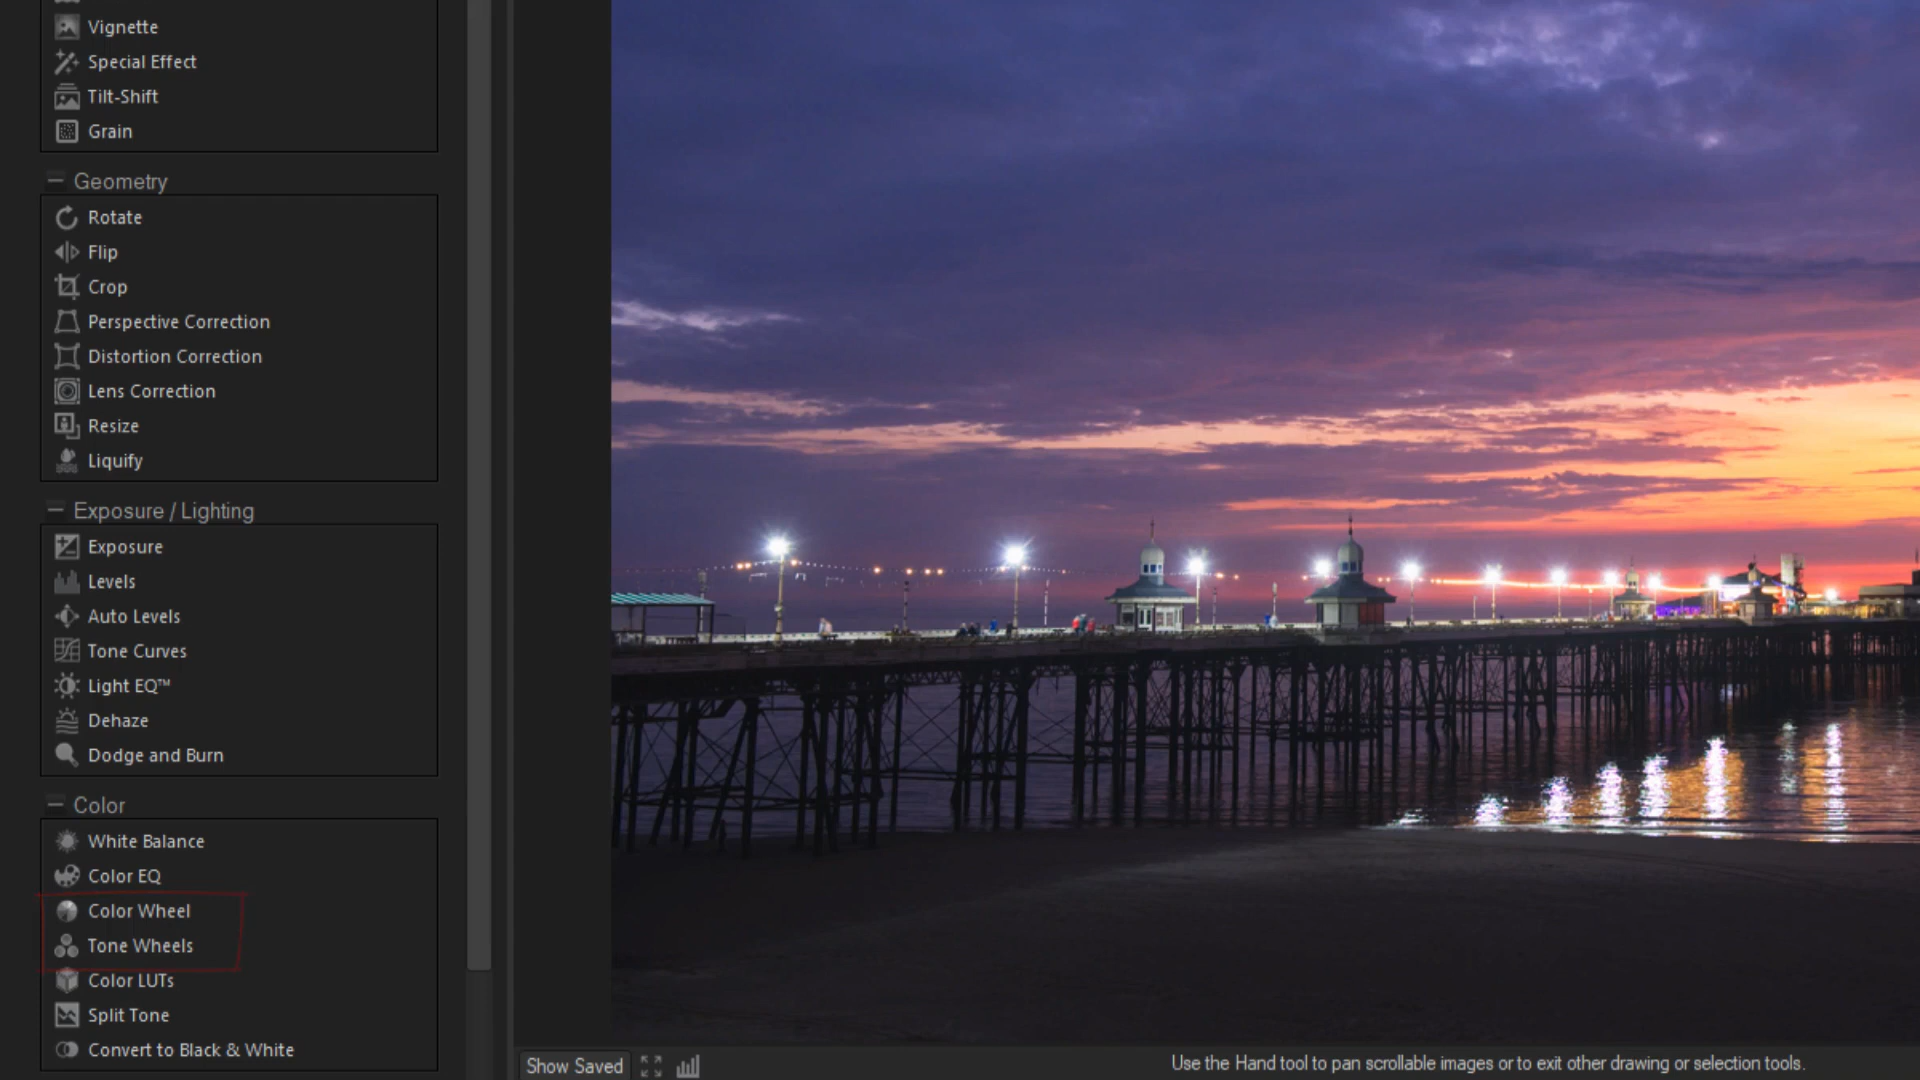 Vignette
Special Effect
Tilt-Shift
Grain
Geometry
Rotate
Flip
Crop
Perspective Correction
Distortion Correction
Lens Correction
Resize
Liquify
Exposure / Lighting
Exposure
Levels
Auto Levels
Tone Curves
Light EQ™
Dehaze
Dodge and Burn
Color
White Balance
Color EQ
Color Wheel
Tone Wheels
Color LUTs
Split Tone
Convert to Black & White
Show Saved
Use the Hand tool to pan scrollable images or to exit other drawing or selection tools.